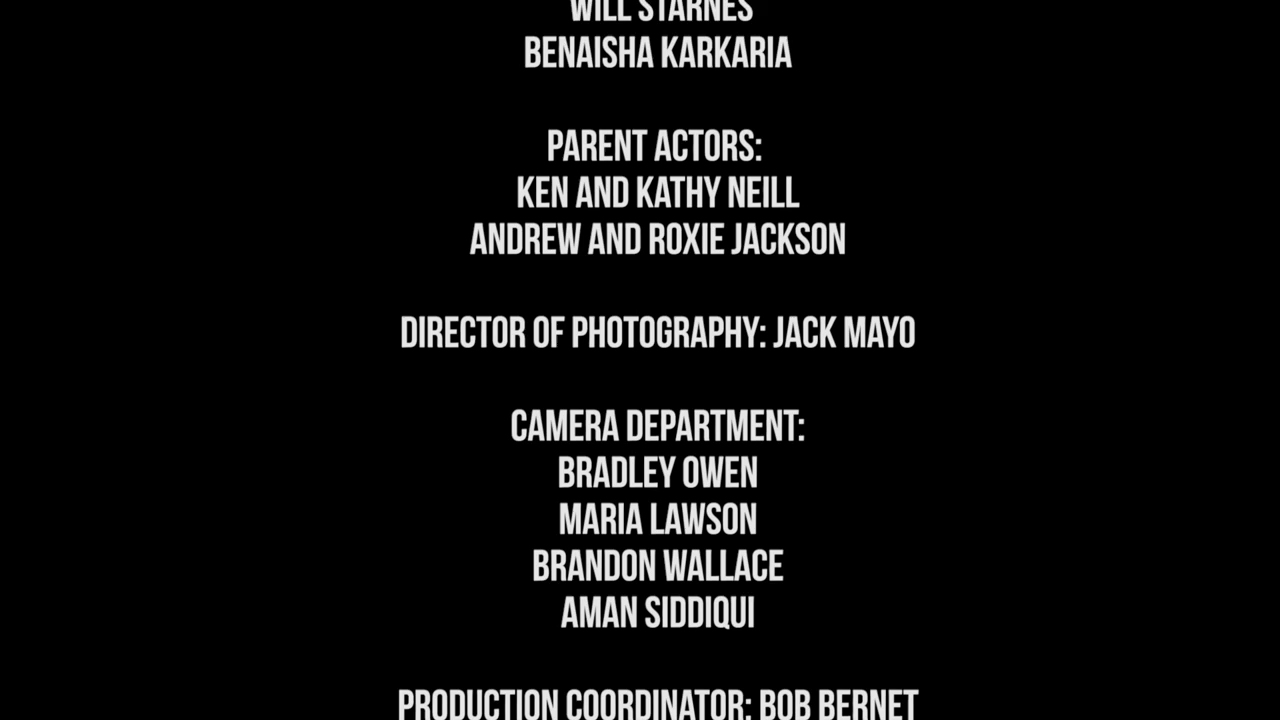 WILL STARNES
BENAISHA KARKARIA
PARENT ACTORS:
KEN AND KATHY NEILL
ANDREW AND ROXIE JACKSON
DIRECTOR OF PHOTOGRAPHY: JACK MAYO
CAMERA DEPARTMENT:
BRADLEY OWEN
MARIA LAWSON
BRANDON WALLACE
AMAN SIDDIQUI
PRODUCTION COORDINATOR: BOB BERNET